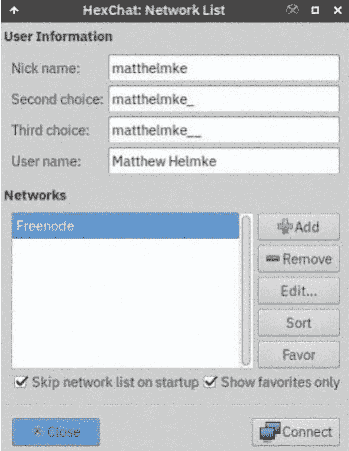 HexChat: Network List
User Information
Nick name: matthelmke
Second choice: matthelmke_
Third choice: matthelmke__
User name: Matthew Helmke
Networks
Freenode
Add
Remove
Edit...
Sort
Favor
Skip network list on startup Show favorites only
Close Connect